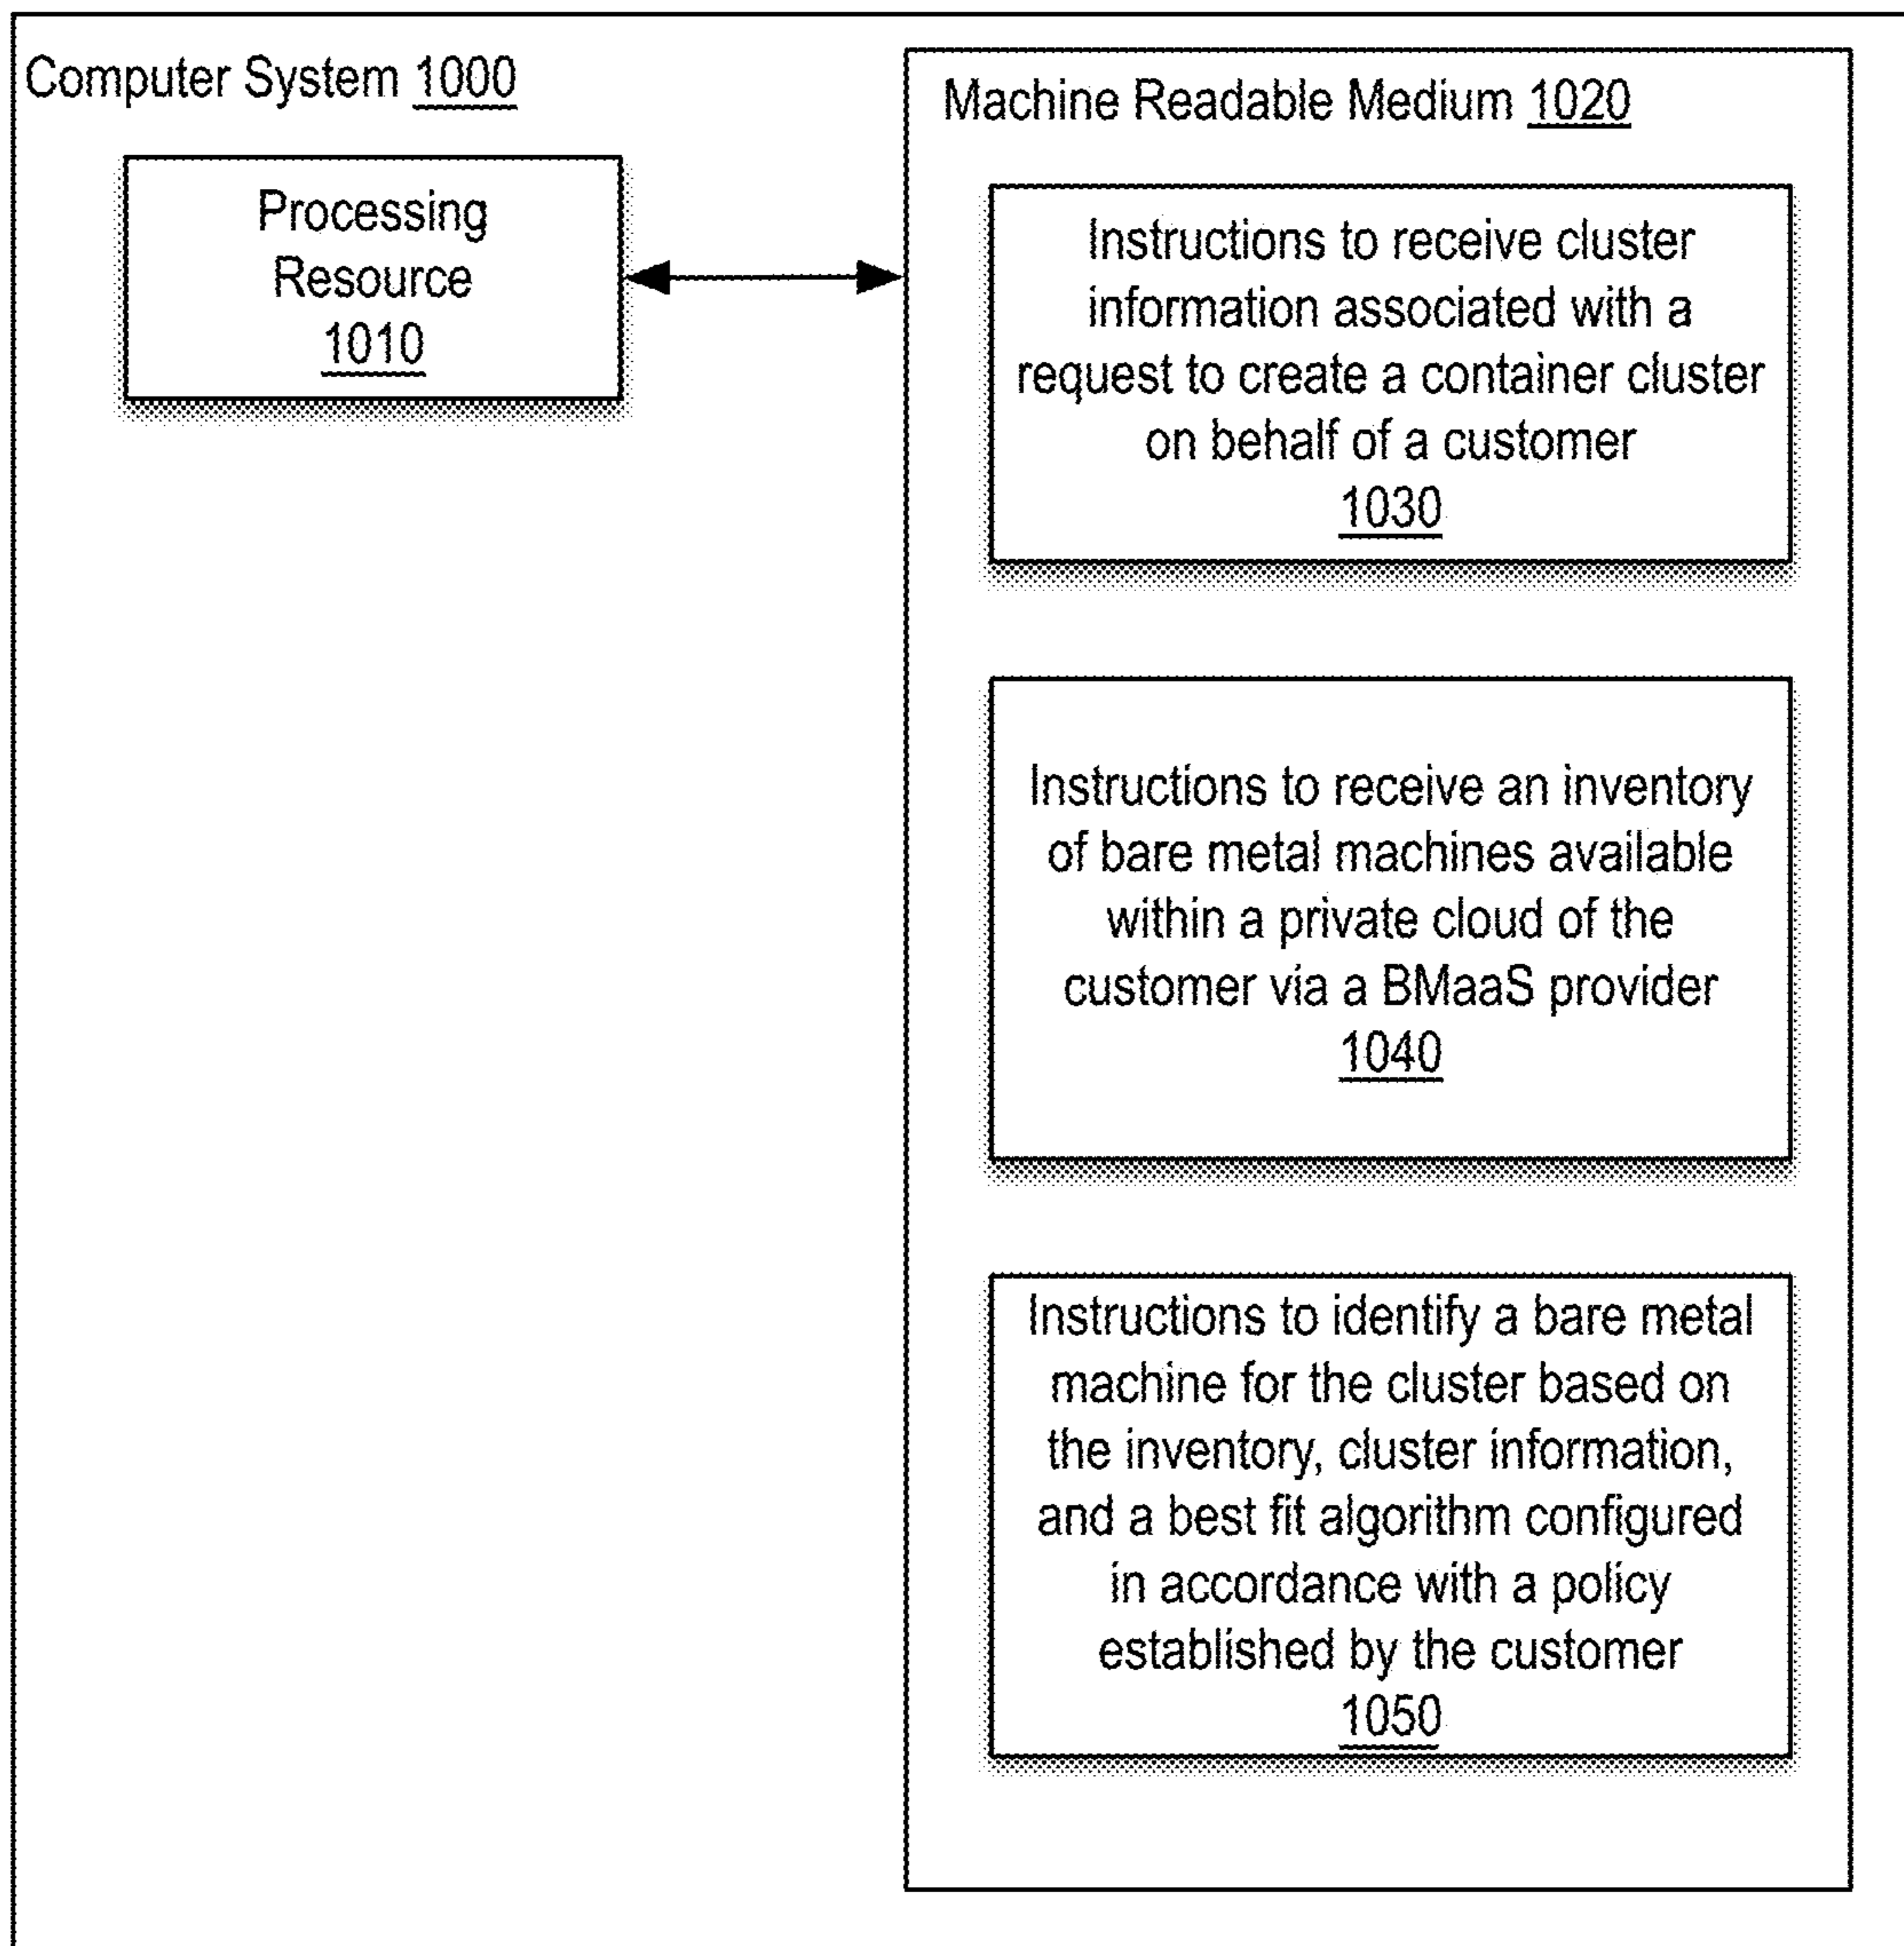 Computer System 1000
Processing
Resource
1010
Machine Readable Medium 1020
Instructions to receive cluster
information associated with a
request to create a container cluster
on behalf of a customer
1030
Instructions to receive an inventory
of bare metal machines available
within a private cloud of the
customer via a BMaaS provider
1040
Instructions to identify a bare metal
machine for the cluster based on
the inventory, cluster information,
and a best fit algorithm configured
in accordance with a policy
established by the customer
1050